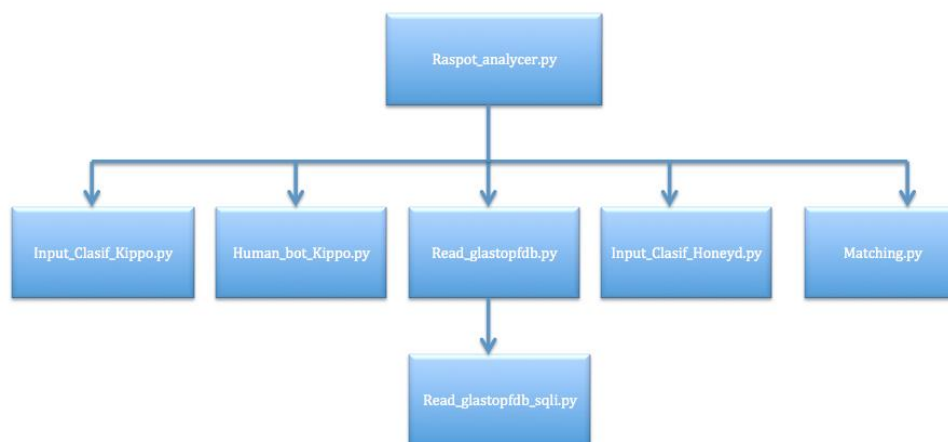 Raspot_analycer.py
Input_Clasif_Kippo.py
Human_bot_Kippo.py
Read_glastopfdb.py
Input_Clasif_Honeyd.py
Matching.py
Read_glastopfdb_sqli.py